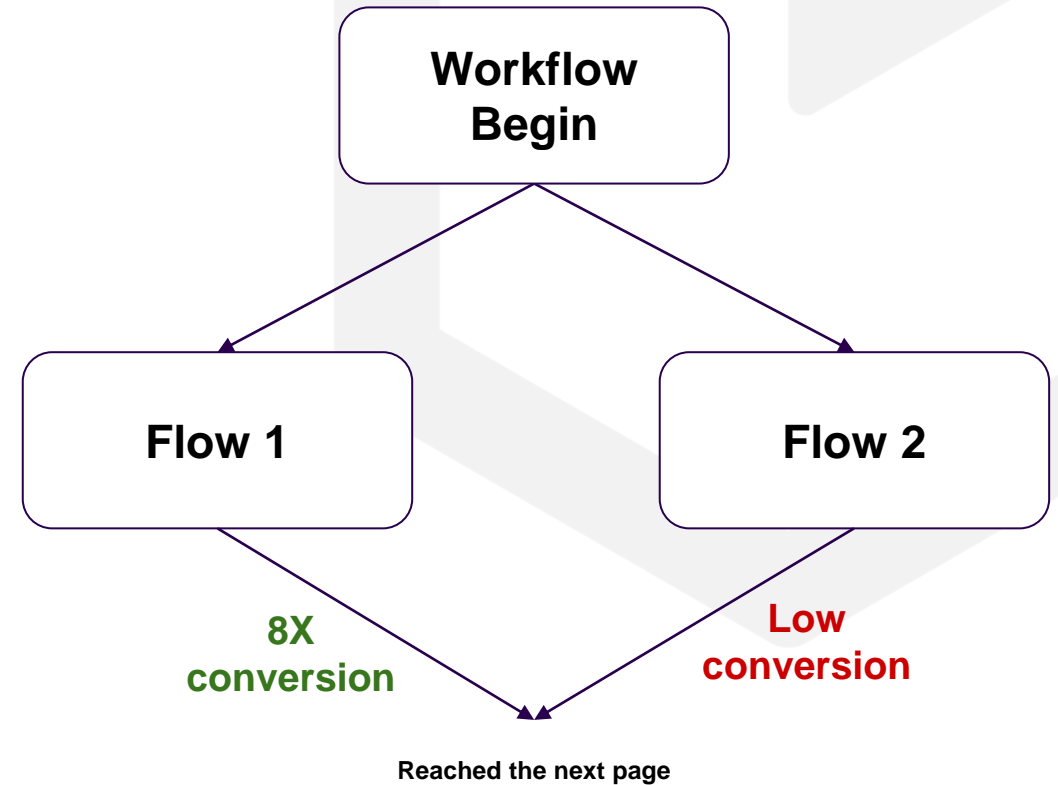 Workflow
Begin
Flow 1
Flow 2
8X
conversion
Low
conversion
Reached the next page